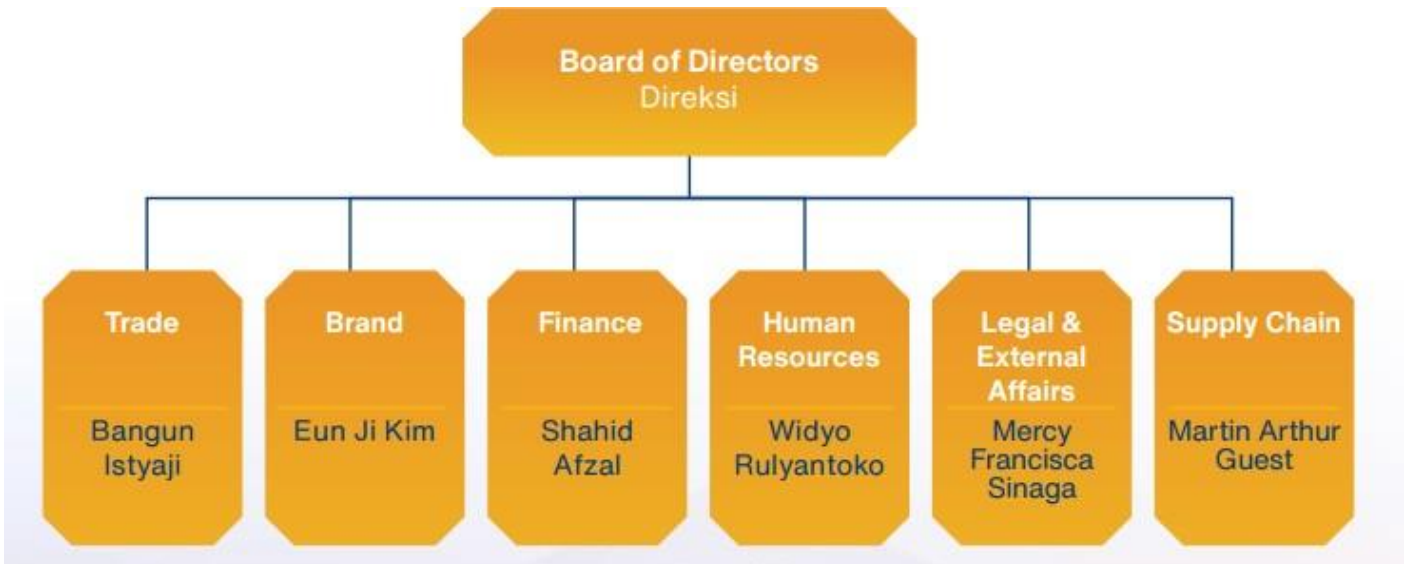 Board of Directors
Direksi
Trade
Bangun
Istyaji
Brand
Eun Ji Kim
Finance
Shahid
Afzal
Human
Resources
Widyo
Rulyantoko
Legal &
External
Affairs
Mercy
Francisca
Sinaga
Supply Chain
Martin Arthur
Guest